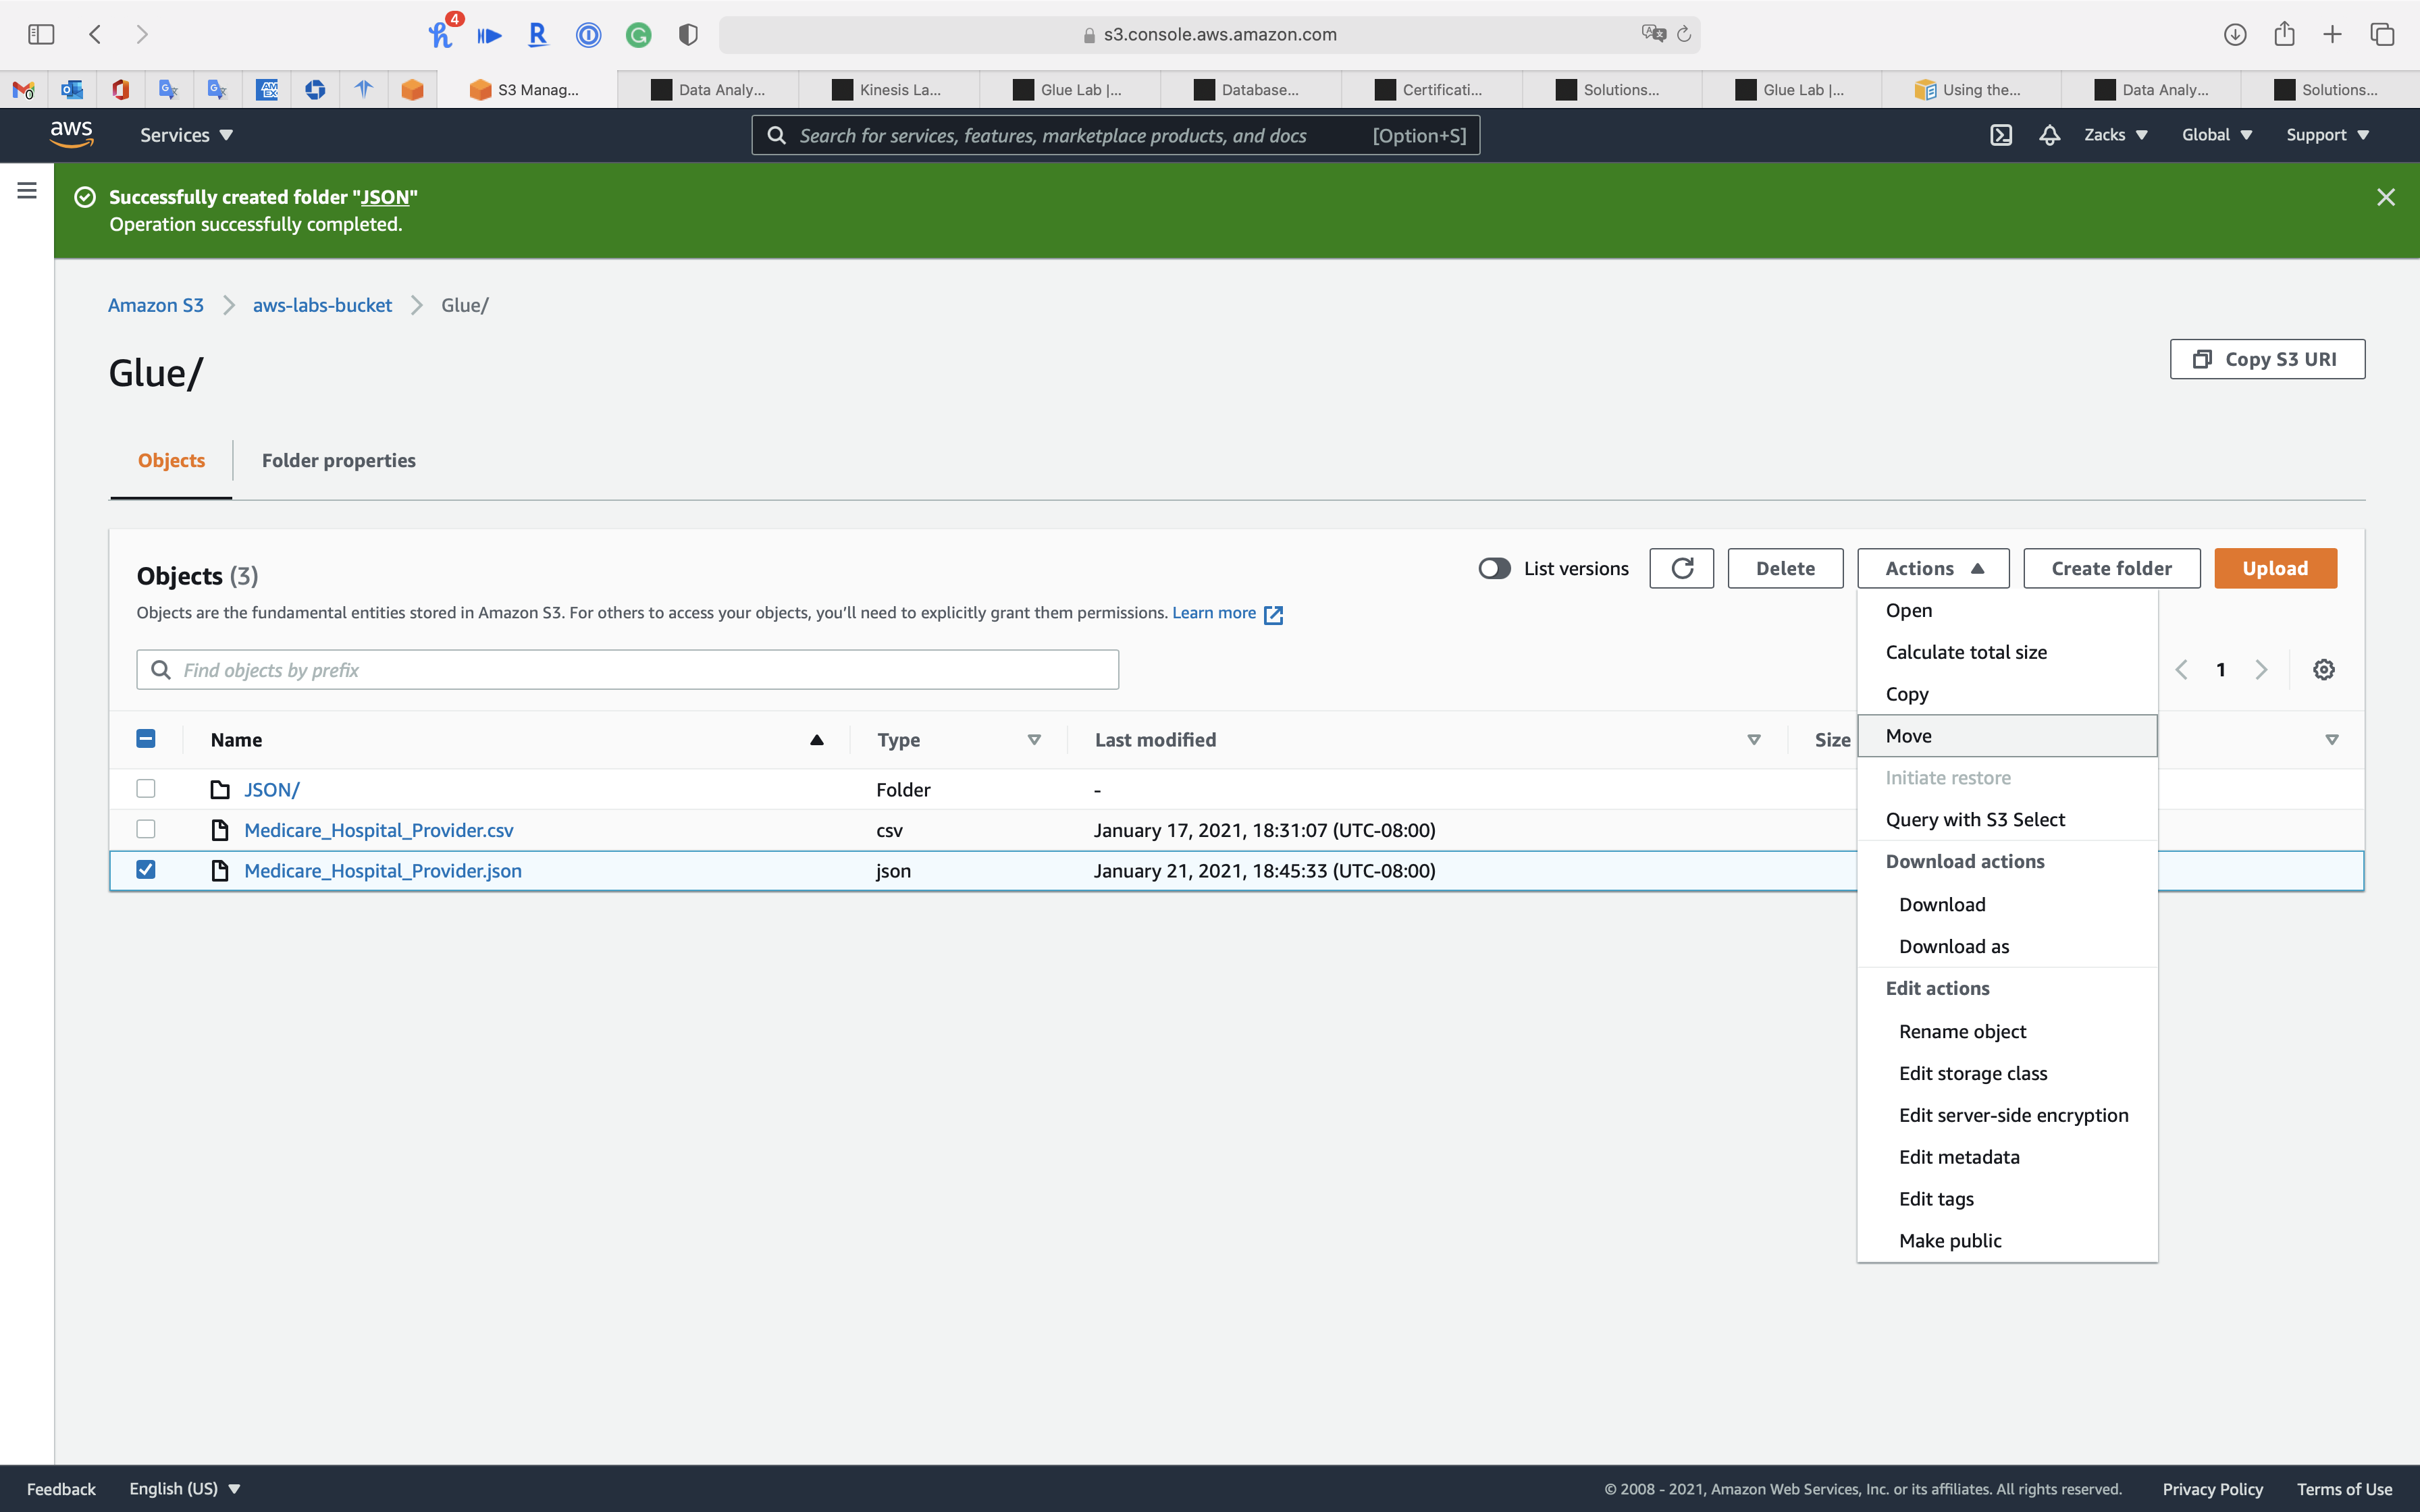 4
s3.console.aws.amazon.com
S3 Manag...
Data Analy...
Kinesis La...
Glue Lab |...
Database...
Certificati...
Solutions...
Glue Lab |...
Using the...
Data Analy...
Solutions...
aws Services Search for services, features, marketplace products, and docs [Option+S] Zacks Global Support
Successfully created folder "JSON"
Operation successfully completed.
Amazon S3 aws-labs-bucket Glue/
Glue/
Copy S3 URI
Objects Folder properties
Objects (3)
List versions Delete Actions Create folder Upload
Objects are the fundamental entities stored in Amazon S3. For others to access your objects, you’ll need to explicitly grant them permissions. Learn more
Find objects by prefix
1
Name Type Last modified Size
JSON/ Folder -
Medicare_Hospital_Provider.csv csv January 17, 2021, 18:31:07 (UTC-08:00)
Medicare_Hospital_Provider.json json January 21, 2021, 18:45:33 (UTC-08:00)
Open
Calculate total size
Copy
Move
Initiate restore
Query with S3 Select
Download actions
Download
Download as
Edit actions
Rename object
Edit storage class
Edit server-side encryption
Edit metadata
Edit tags
Make public
Feedback English (US) © 2008 - 2021, Amazon Web Services, Inc. or its affiliates. All rights reserved. Privacy Policy Terms of Use